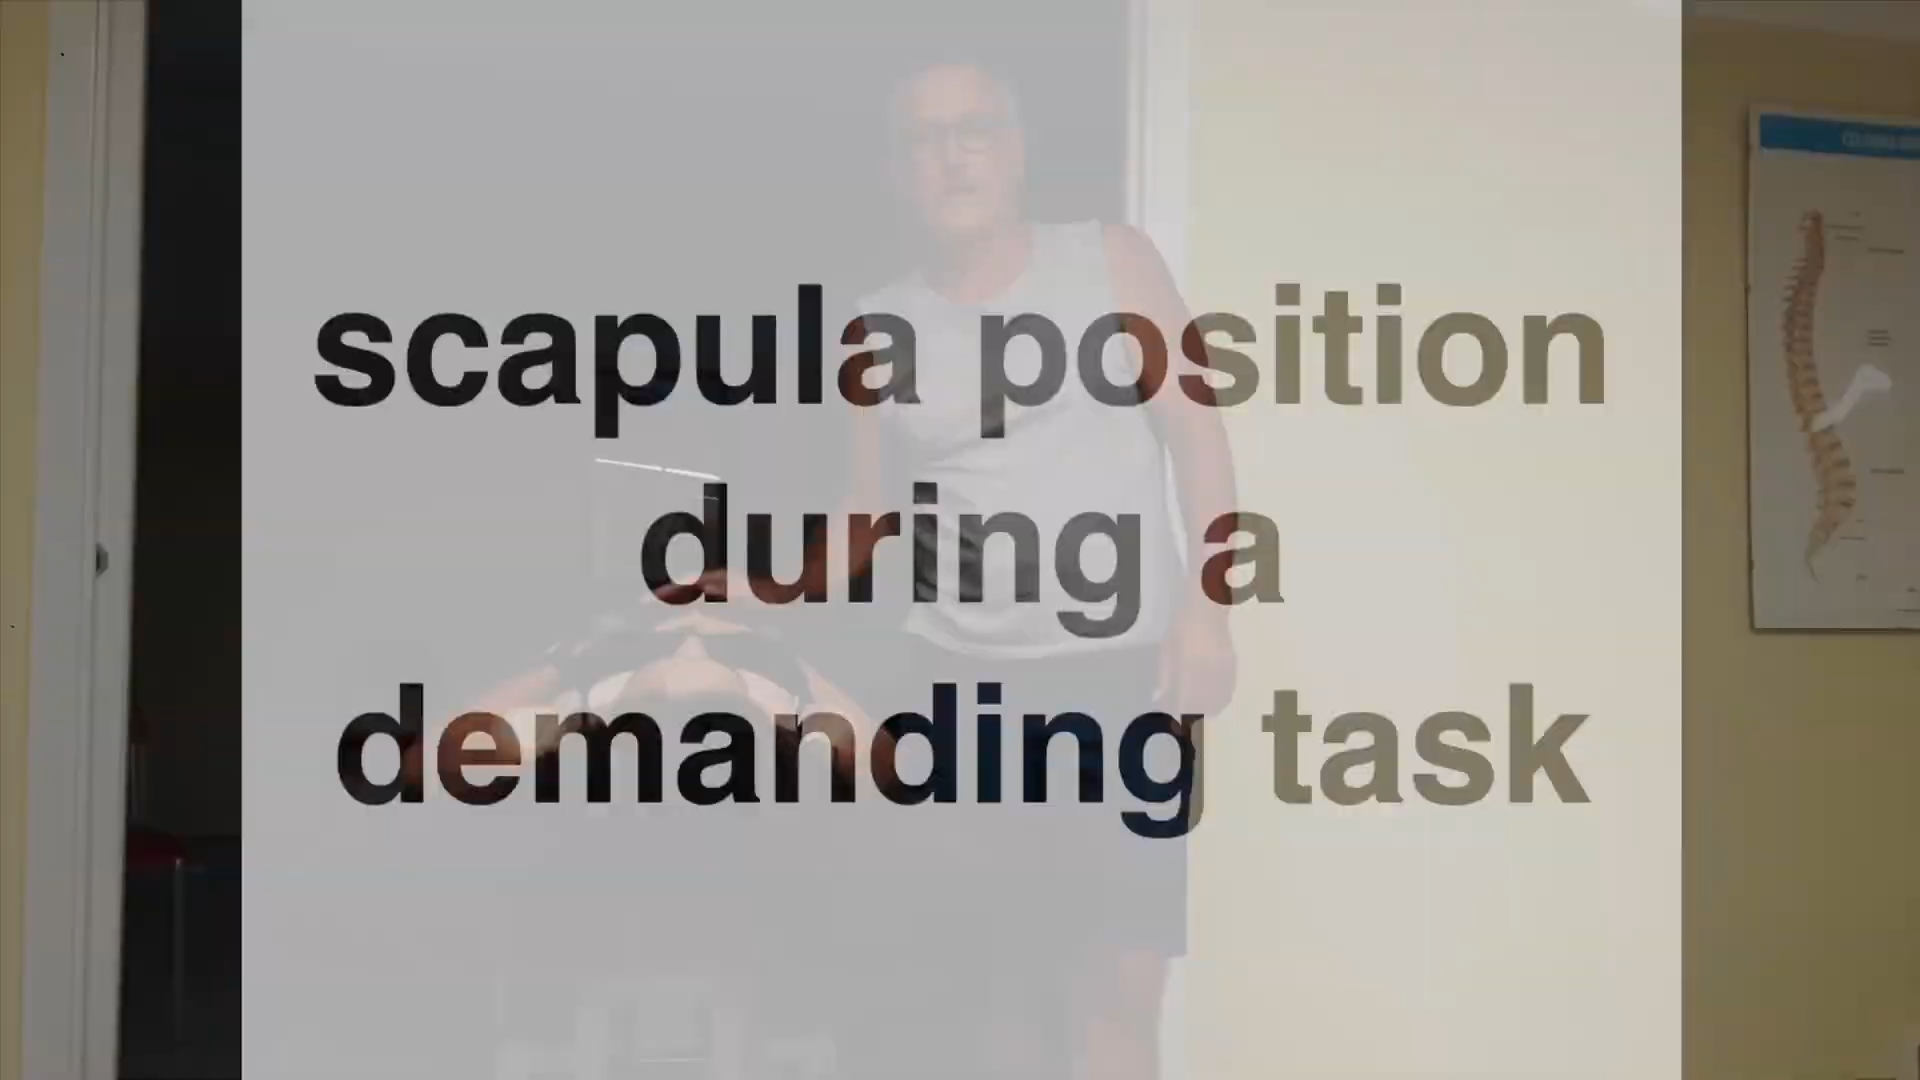 scapula position
during a
demanding task